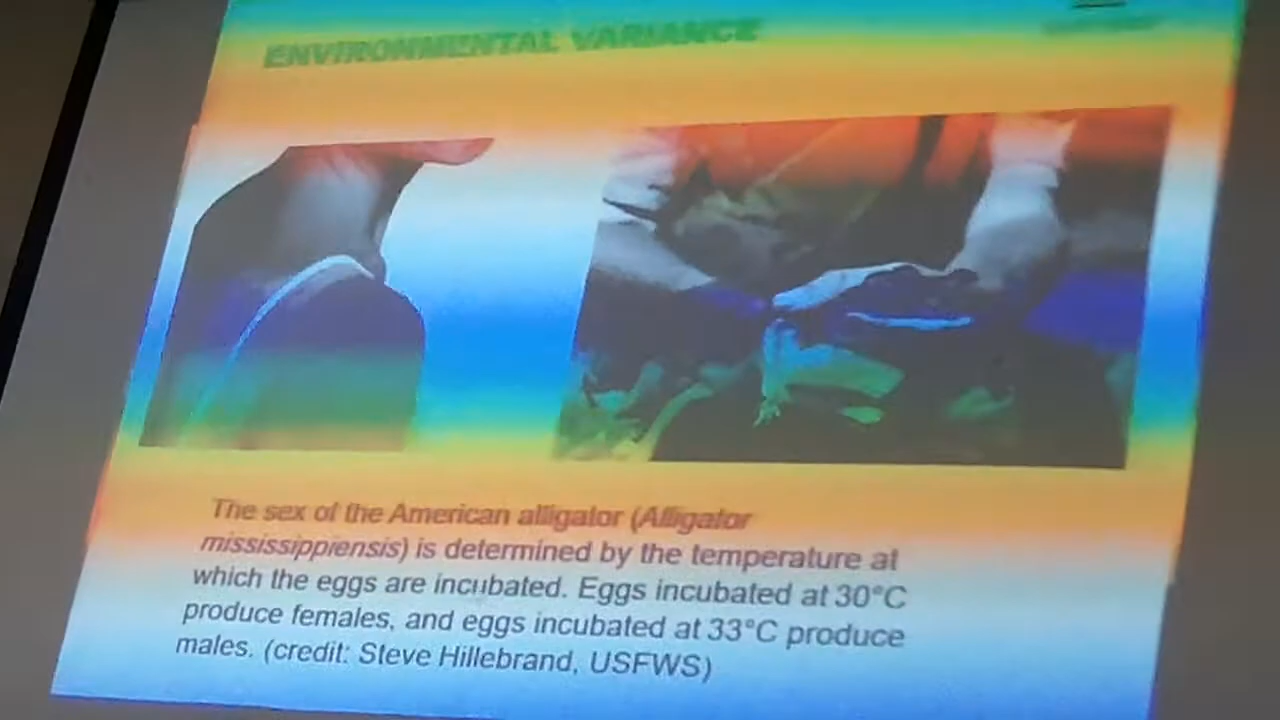 ENVIRONMENTAL VARIANCE
The sex of the American alligator (Alligator
mississippiensis) is determined by the temperature at
which the eggs are incubated. Eggs incubated at 30°C
produce females, and eggs incubated at 33°C produce
males. (credit: Steve Hillebrand, USFWS)